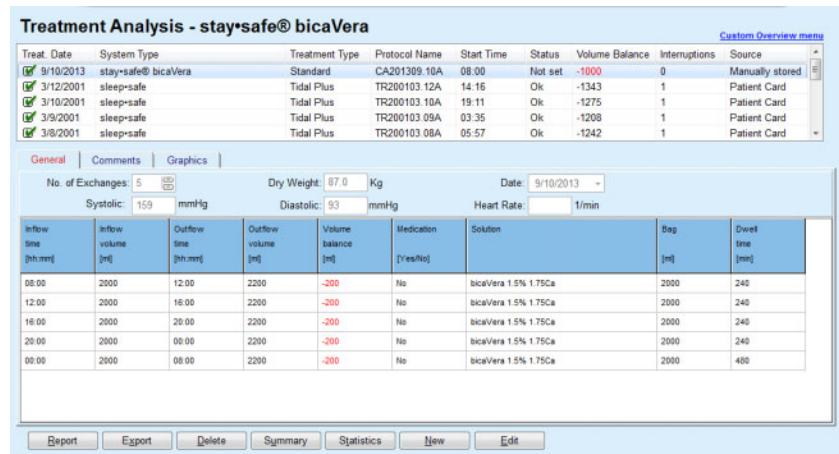 Treatment Analysis - stay•safe® bicaVera
Custom Overview menu
Treat. Date System Type Treatment Type Protocol Name Start Time Status Volume Balance Interruptions Source
9/10/2013 stay•safe® bicaVera Standard CA201309.10A 08:00 Not set -1000 0 Manually stored
3/12/2001 sleep•safe Tidal Plus TR200103.12A 14:16 Ok -1343 1 Patient Card
3/10/2001 sleep•safe Tidal Plus TR200103.10A 19:11 Ok -1275 1 Patient Card
3/9/2001 sleep•safe Tidal Plus TR200103.09A 03:35 Ok -1208 1 Patient Card
3/8/2001 sleep•safe Tidal Plus TR200103.08A 05:57 Ok -1242 1 Patient Card
General Comments Graphics
No. of Exchanges: 5 Dry Weight: 87.0 Kg Date: 9/10/2013
Systolic: 159 mmHg Diastolic: 93 mmHg Heart Rate: 1/min
Inflow Inflow Outflow Outflow Volume Medication Solution Bag Dwell
time volume time volume balance time
[hh:mm] [ml] [hh:mm] [ml] [ml] [Yes/No] [ml] [min]
08:00 2000 12:00 2200 -200 No bicaVera 1.5% 1.75Ca 2000 240
12:00 2000 16:00 2200 -200 No bicaVera 1.5% 1.75Ca 2000 240
16:00 2000 20:00 2200 -200 No bicaVera 1.5% 1.75Ca 2000 240
20:00 2000 00:00 2200 -200 No bicaVera 1.5% 1.75Ca 2000 240
00:00 2000 08:00 2200 -200 No bicaVera 1.5% 1.75Ca 2000 480
Report Export Delete Summary Statistics New Edit